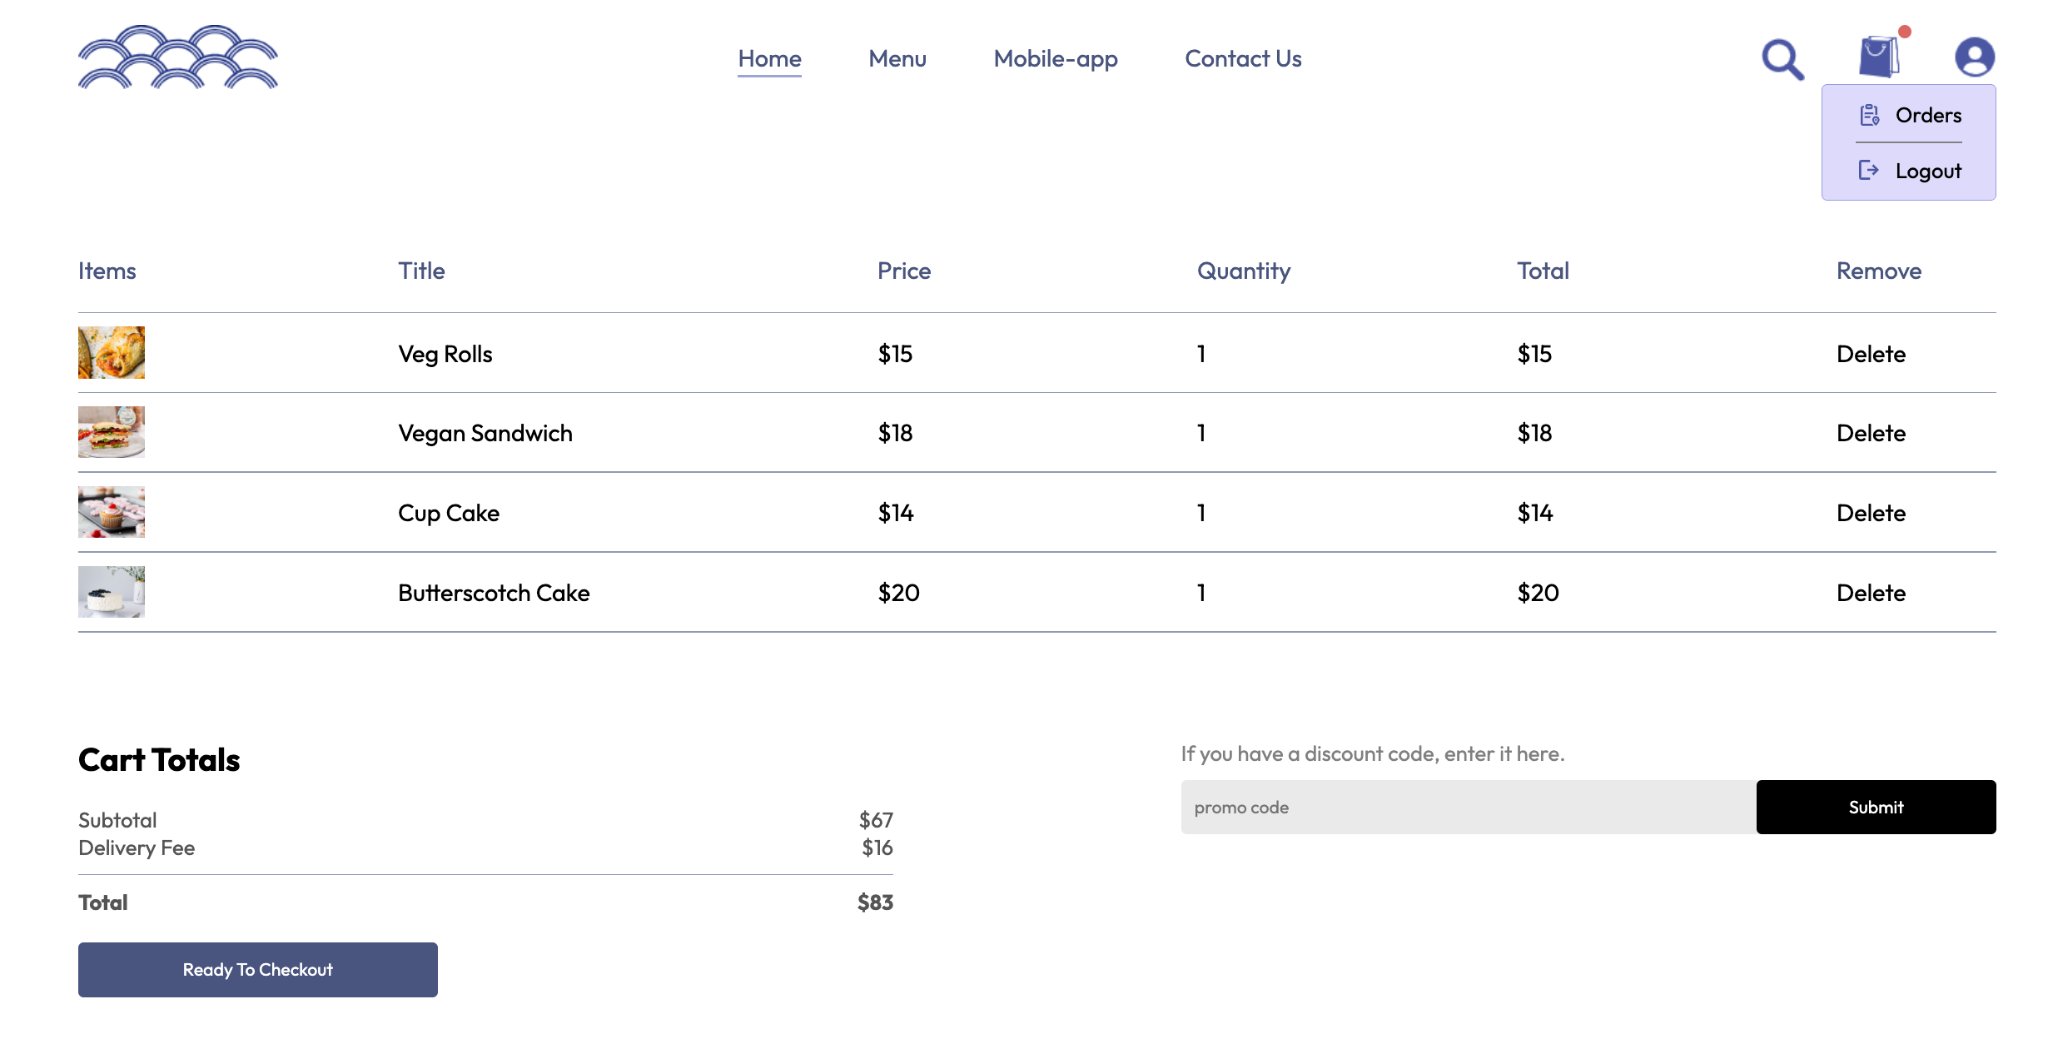 Home Menu Mobile-app Contact Us
Orders
Logout
Items Title Price Quantity Total Remove
Veg Rolls $15 1 $15 Delete
Vegan Sandwich $18 1 $18 Delete
Cup Cake $14 1 $14 Delete
Butterscotch Cake $20 1 $20 Delete
Cart Totals
Subtotal $67
Delivery Fee $16
Total $83
Ready To Checkout
If you have a discount code, enter it here.
promo code Submit